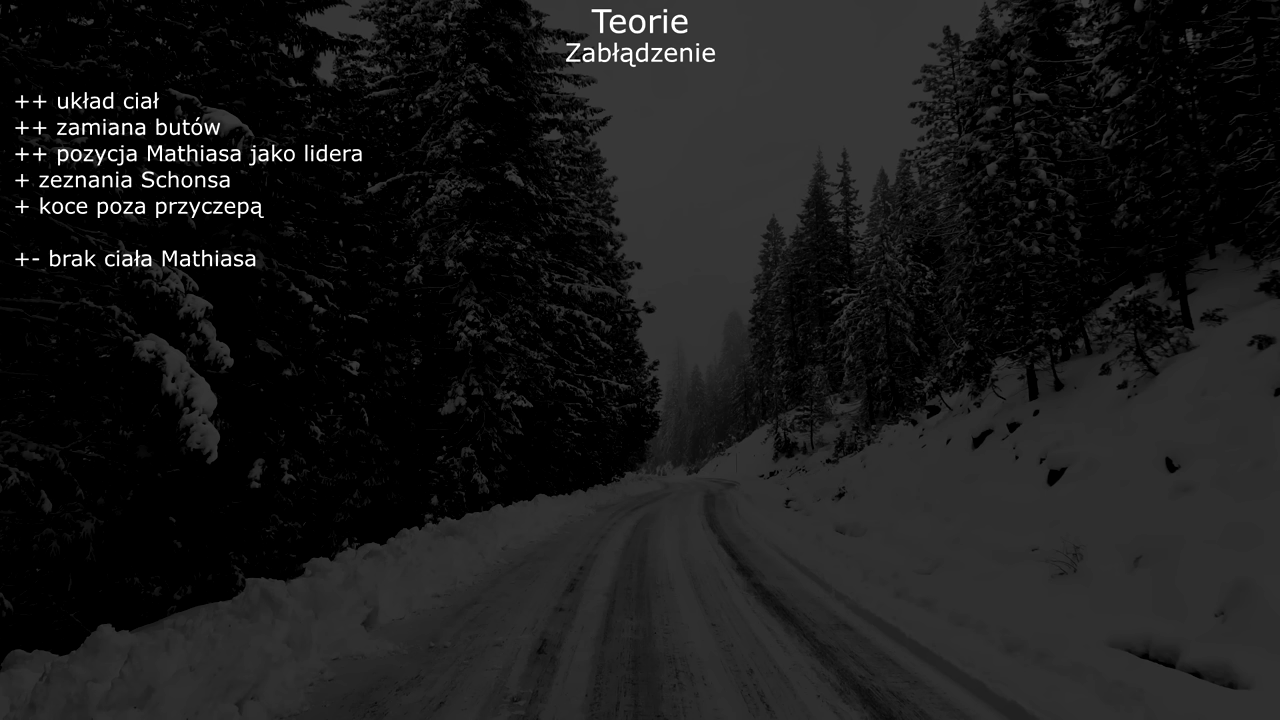 Teorie
Zabłądzenie
++ układ ciał
++ zamiana butów
++ pozycja Mathiasa jako lidera
+ zeznania Schonsa
+ koce poza przyczepą
+- brak ciała Mathiasa